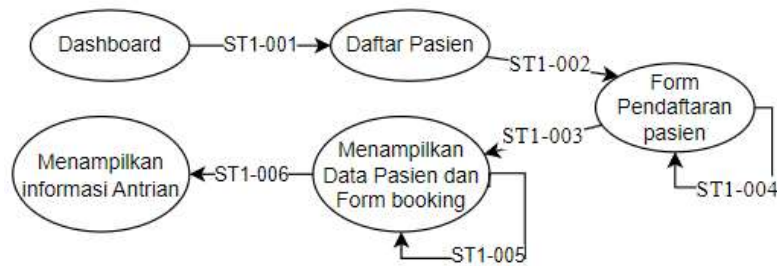 Dashboard
ST1-001
Daftar Pasien
ST1-002
Form
Pendaftaran
pasien
ST1-003
ST1-004
Menampilkan
Data Pasien dan
Form booking
ST1-005
ST1-006
Menampilkan
informasi Antrian